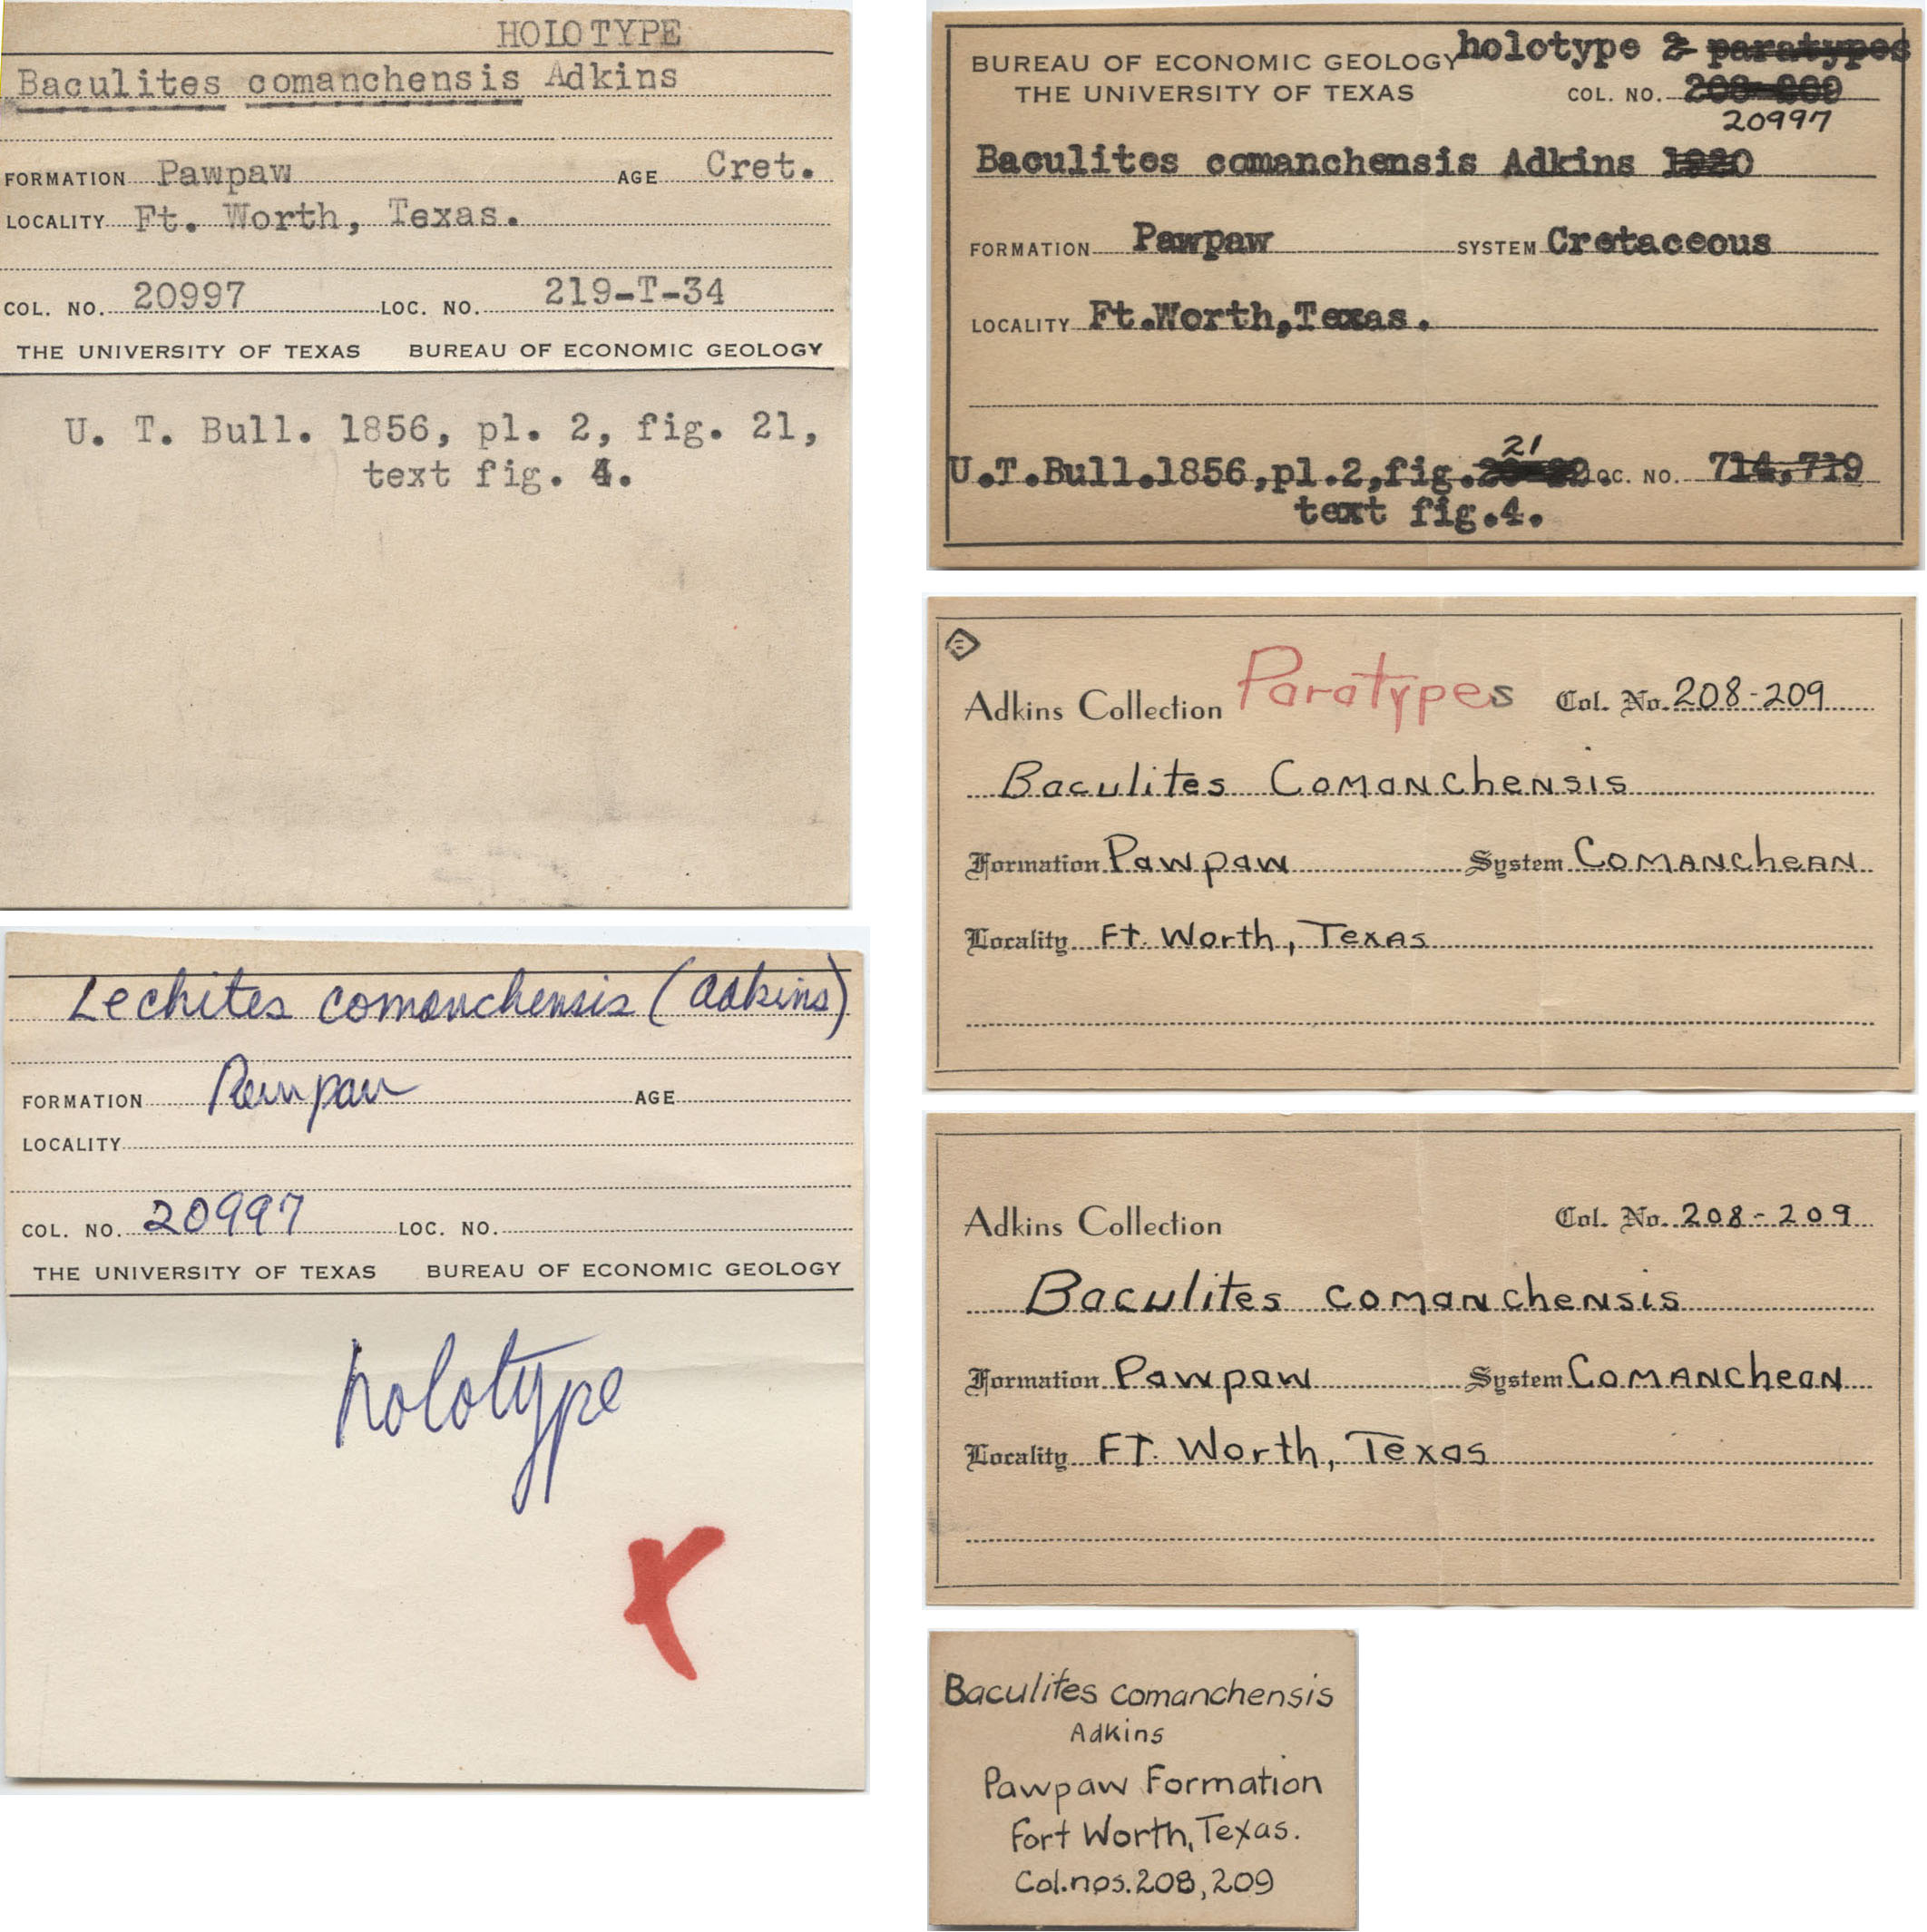 HOLOTYPE
Baculites comanchensis Adkins
FORMATION Pawpaw AGE Cret.
LOCALITY Ft. Worth, Texas.
COL. NO. 20997 LOC. NO. 219-T-34
THE UNIVERSITY OF TEXAS BUREAU OF ECONOMIC GEOLOGY
U. T. Bull. 1856, pl. 2, fig. 21,
text fig. 4.
Lechites comanchensis (Adkins)
FORMATION Pawpaw AGE
LOCALITY
COL. NO. 20997 LOC. NO.
THE UNIVERSITY OF TEXAS BUREAU OF ECONOMIC GEOLOGY
holotype
BUREAU OF ECONOMIC GEOLOGY holotype 2 paratypes
THE UNIVERSITY OF TEXAS COL. NO. 208-209
20997
Baculites comanchensis Adkins 1920
FORMATION Pawpaw SYSTEM Cretaceous
LOCALITY Ft.Worth,Texas.
21
U.T.Bull.1856,pl.2,fig. LOC. NO. 714,719
text fig.4.
Adkins Collection Paratypes Col. No. 208-209
Baculites Comanchensis
Formation Pawpaw System Comanchean
Locality Ft. Worth, Texas
Adkins Collection Col. No. 208-209
Baculites comanchensis
Formation Pawpaw System Comanchean
Locality FT. Worth, Texas
Baculites comanchensis
Adkins
Pawpaw Formation
Fort Worth, Texas.
Col. nos. 208, 209